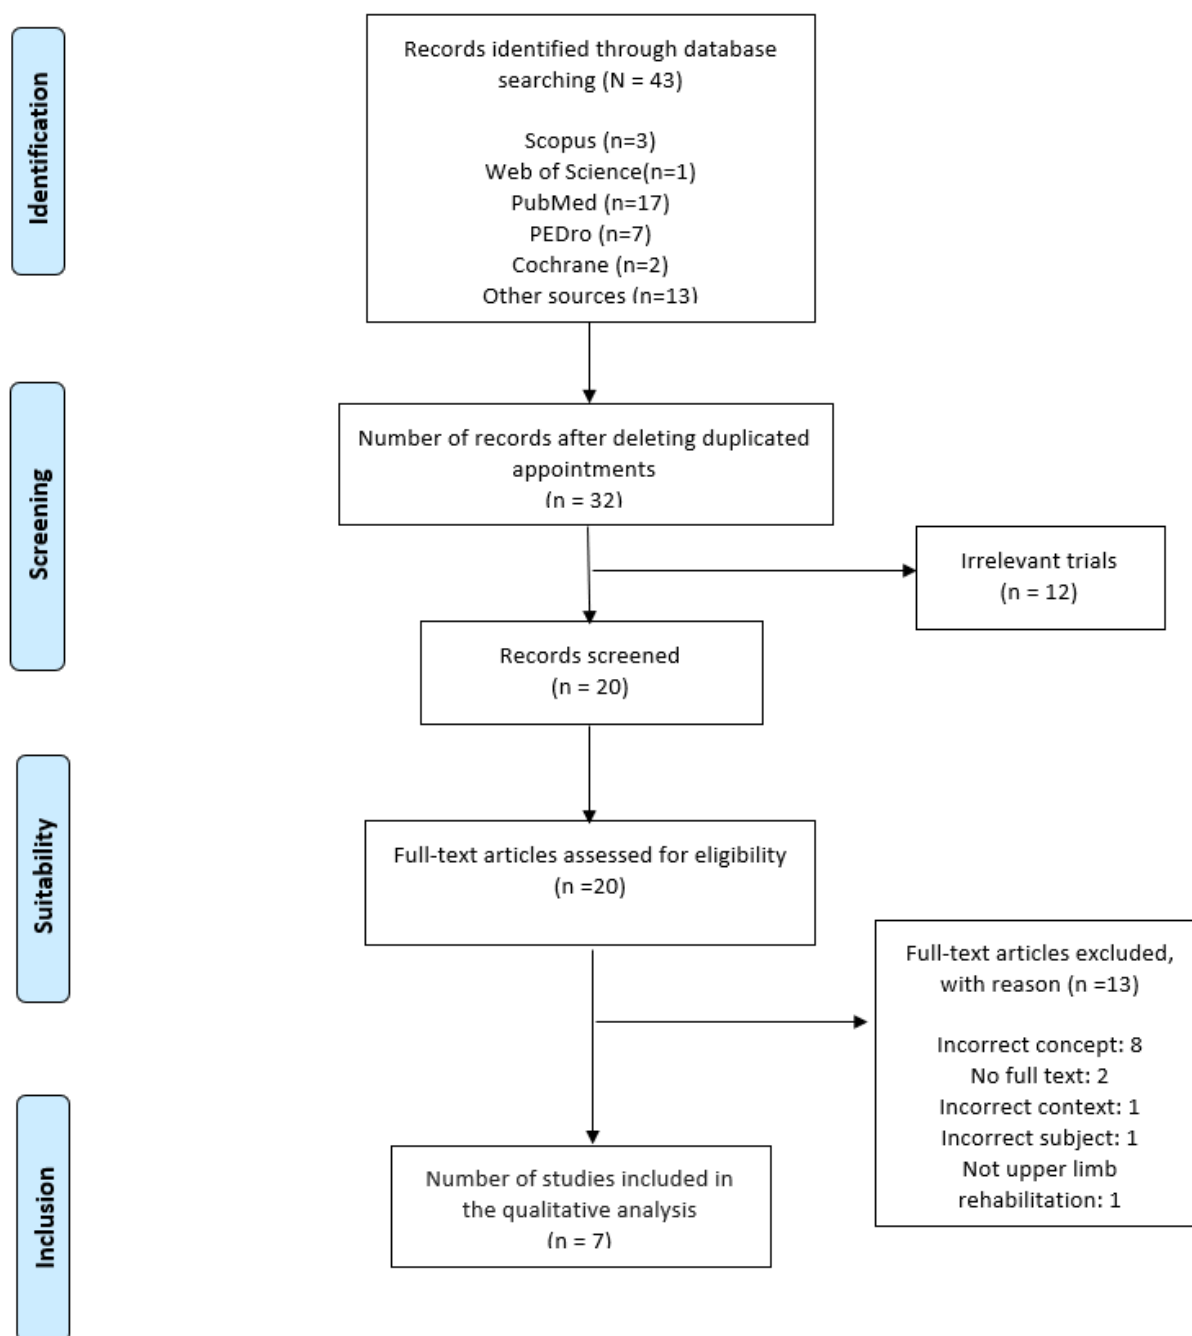 Identification
Records identified through database
searching (N = 43)
Scopus (n=3)
Web of Science(n=1)
PubMed (n=17)
PEDro (n=7)
Cochrane (n=2)
Other sources (n=13)
Screening
Number of records after deleting duplicated
appointments
(n = 32)
Irrelevant trials
(n = 12)
Records screened
(n = 20)
Suitability
Full-text articles assessed for eligibility
(n =20)
Full-text articles excluded,
with reason (n =13)
Incorrect concept: 8
No full text: 2
Incorrect context: 1
Incorrect subject: 1
Not upper limb
rehabilitation: 1
Inclusion
Number of studies included in
the qualitative analysis
(n = 7)